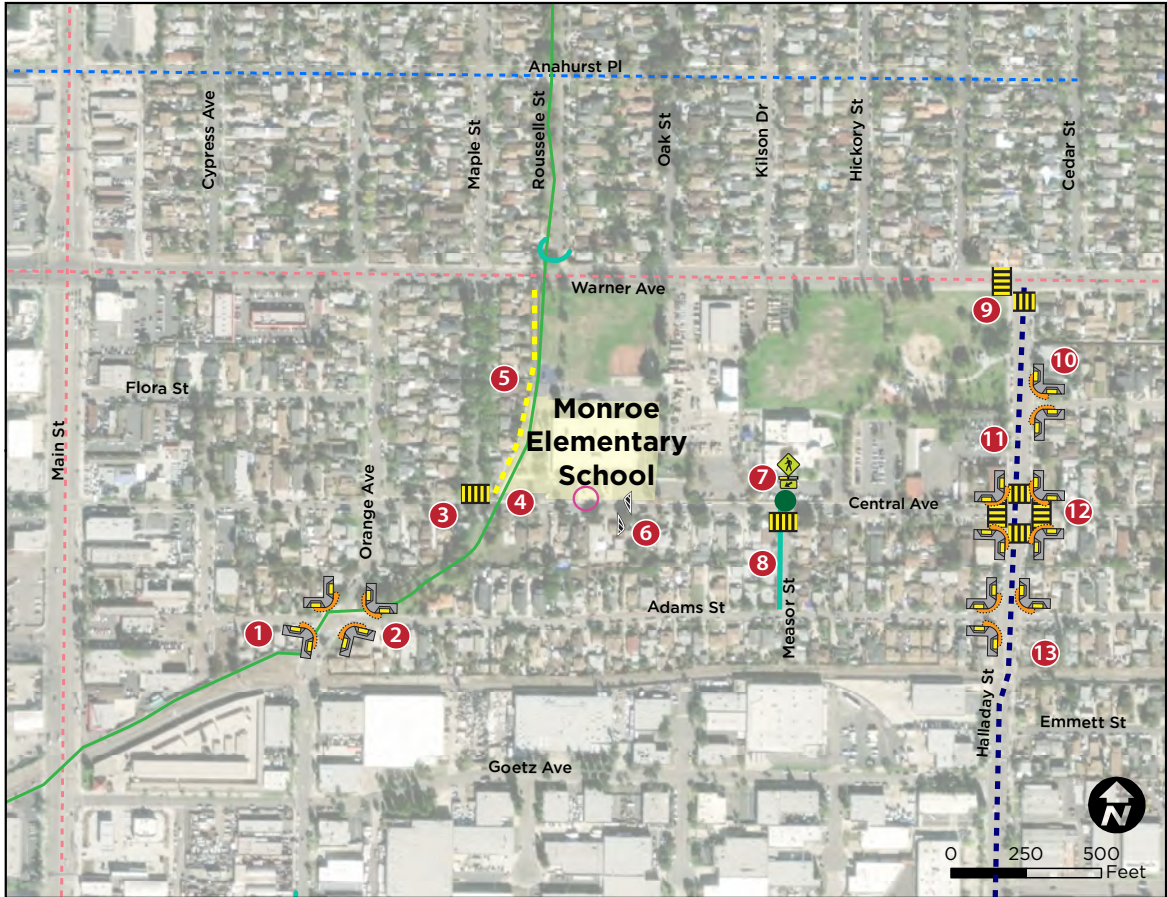 Anahurst Pl
Cypress Ave
Maple St
Rousselle St
Oak St
Kilson Dr
Hickory St
Cedar St
Warner Ave
9
10
Flora St
5
Monroe
Elementary
School
Main St
11
7
Orange Ave
3
4
Central Ave
12
6
8
Adams St
Measor St
1
2
13
Halladay St
Emmett St
Goetz Ave
N
0 250 500
Feet